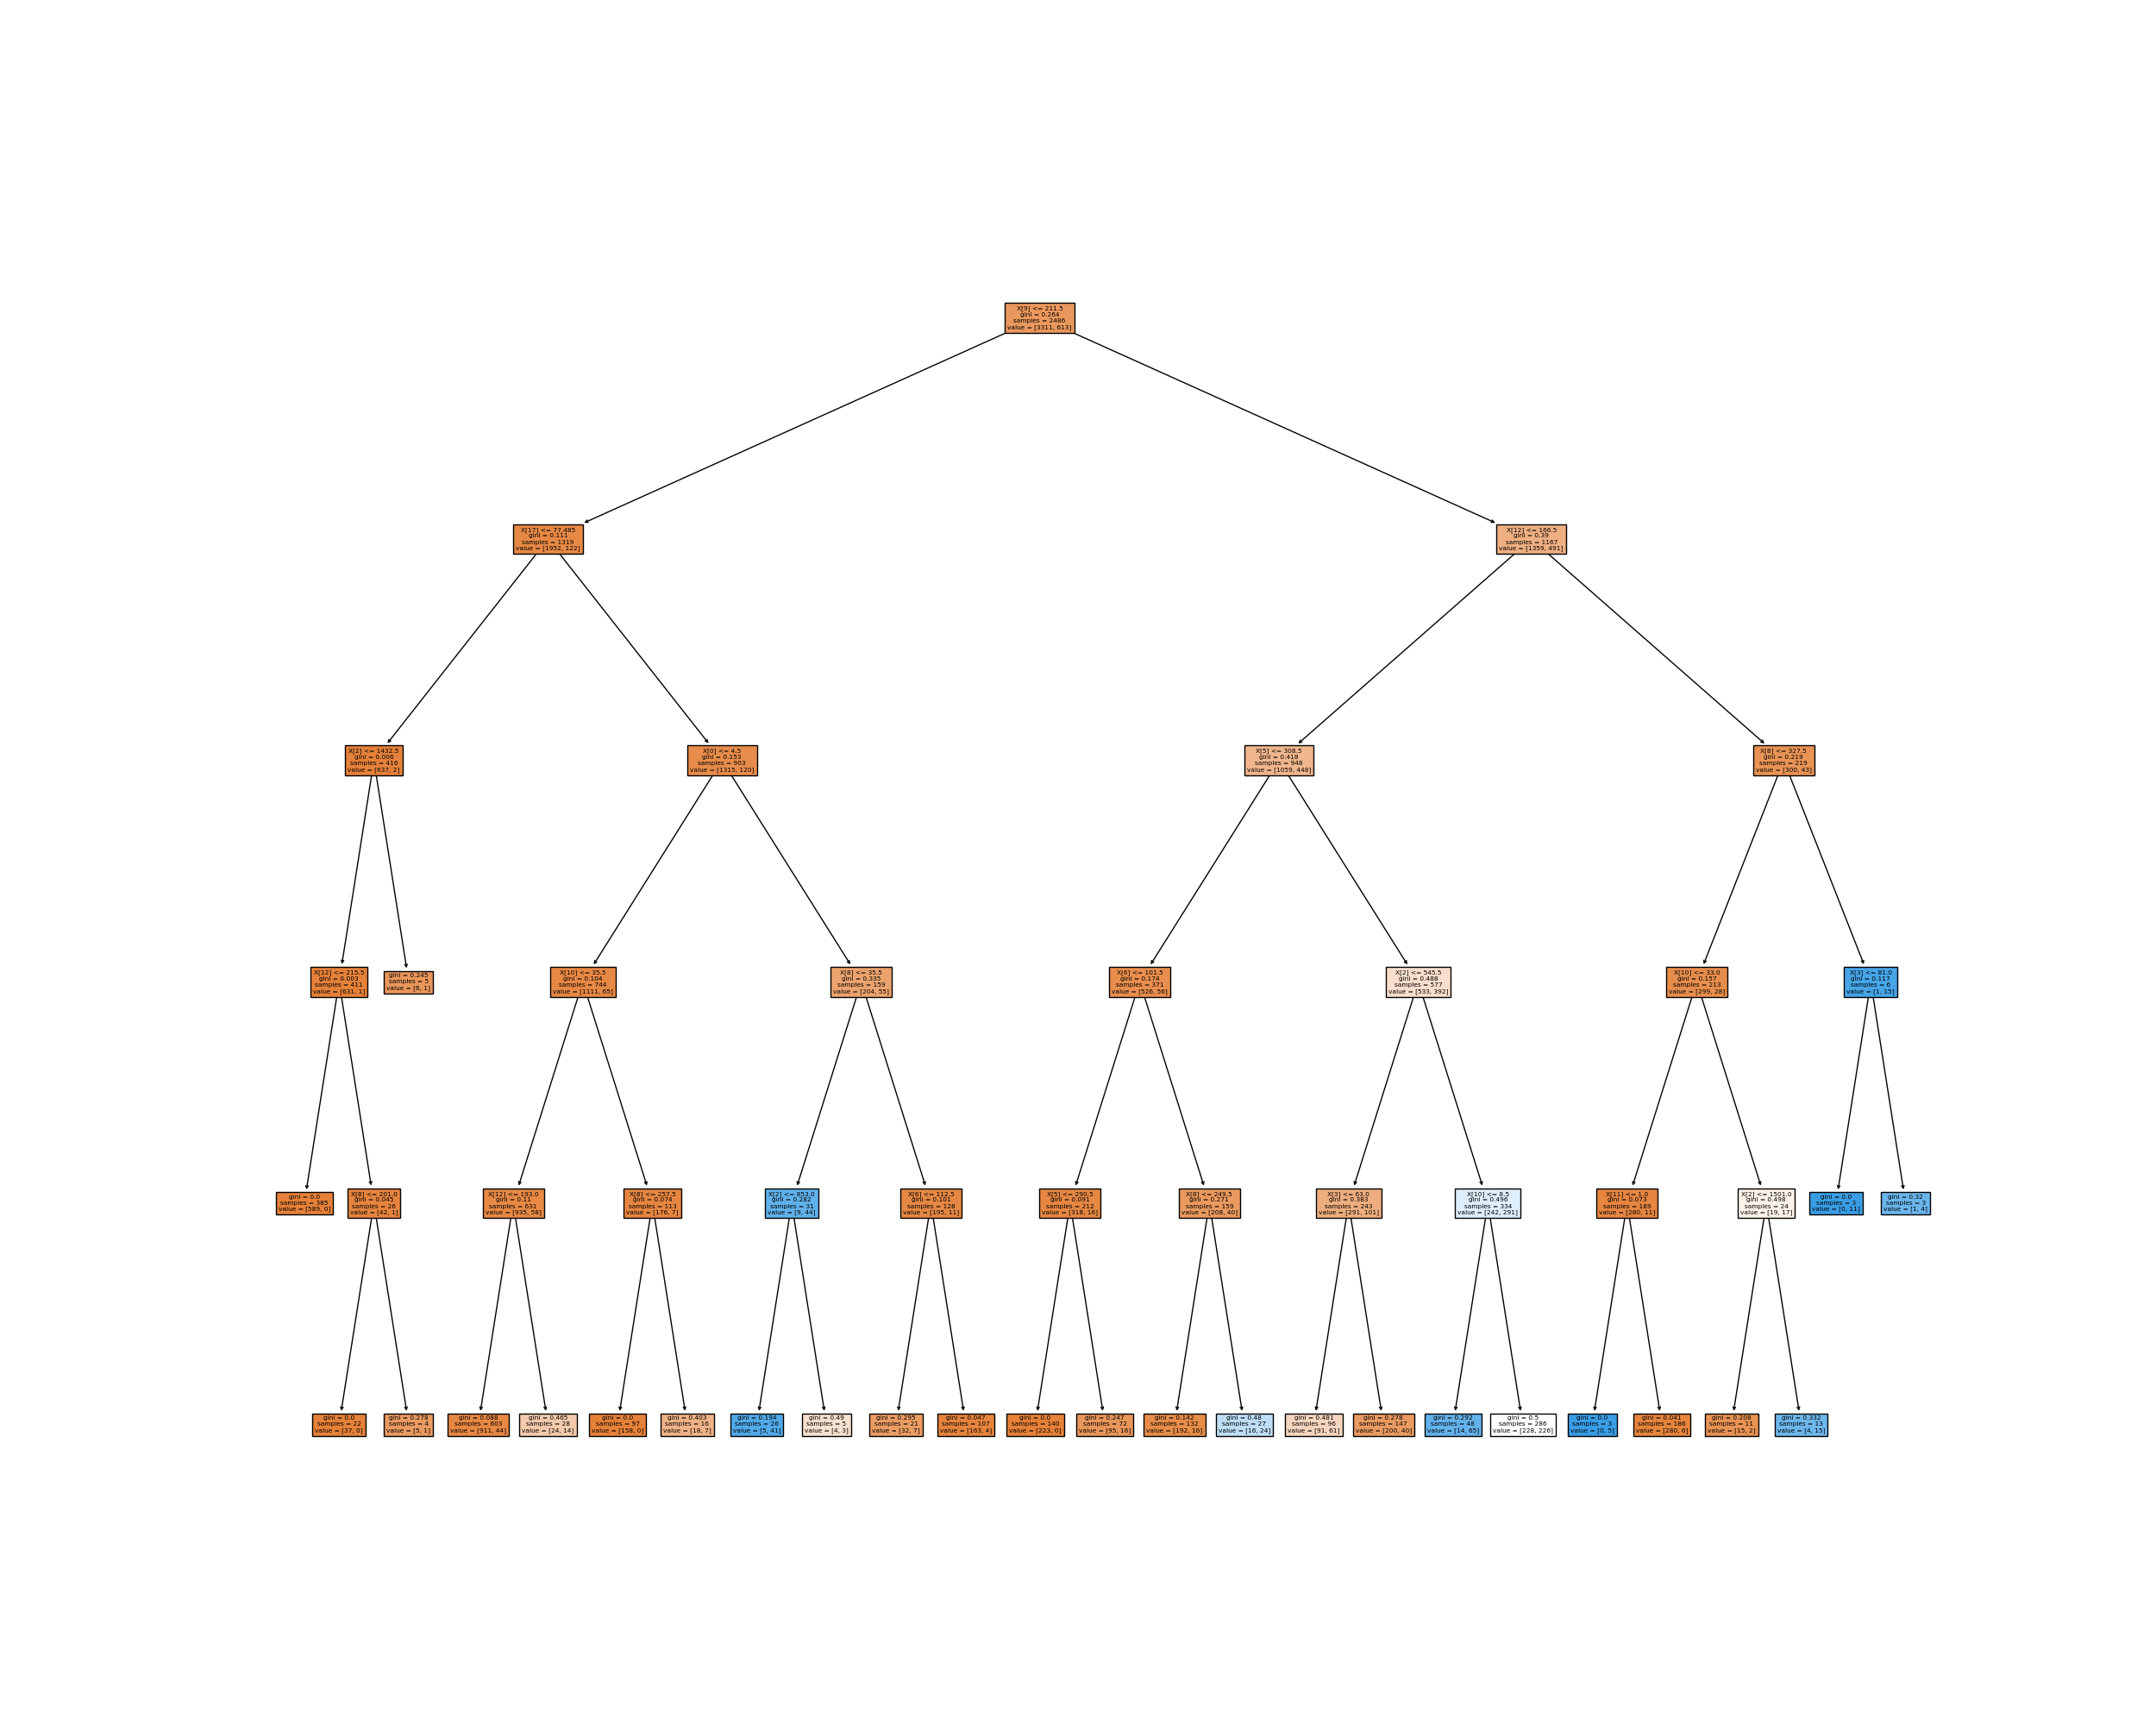 X[9] <= 211.5
gini = 0.264
samples = 2486
value = [3311, 613]
X[17] <= 77.485
gini = 0.111
samples = 1319
value = [1952, 122]
X[12] <= 166.5
gini = 0.39
samples = 1167
value = [1359, 491]
X[2] <= 1432.5
gini = 0.006
samples = 416
value = [637, 2]
X[0] <= 4.5
gini = 0.153
samples = 903
value = [1315, 120]
X[5] <= 308.5
gini = 0.418
samples = 948
value = [1059, 448]
X[8] <= 327.5
gini = 0.219
samples = 219
value = [300, 43]
X[12] <= 215.5
gini = 0.003
samples = 411
value = [631, 1]
gini = 0.245
samples = 5
value = [6, 1]
X[10] <= 35.5
gini = 0.104
samples = 744
value = [1111, 65]
X[8] <= 35.5
gini = 0.335
samples = 159
value = [204, 55]
X[6] <= 101.5
gini = 0.174
samples = 371
value = [526, 56]
X[2] <= 545.5
gini = 0.488
samples = 577
value = [533, 392]
X[10] <= 33.0
gini = 0.157
samples = 213
value = [299, 28]
X[3] <= 81.0
gini = 0.117
samples = 6
value = [1, 15]
gini = 0.0
samples = 385
value = [589, 0]
X[8] <= 201.0
gini = 0.045
samples = 26
value = [42, 1]
X[12] <= 193.0
gini = 0.11
samples = 631
value = [935, 58]
X[8] <= 257.5
gini = 0.074
samples = 113
value = [176, 7]
X[2] <= 853.0
gini = 0.282
samples = 31
value = [9, 44]
X[6] <= 112.5
gini = 0.101
samples = 128
value = [195, 11]
X[5] <= 290.5
gini = 0.091
samples = 212
value = [318, 16]
X[8] <= 249.5
gini = 0.271
samples = 159
value = [208, 40]
X[3] <= 63.0
gini = 0.383
samples = 243
value = [291, 101]
X[10] <= 8.5
gini = 0.496
samples = 334
value = [242, 291]
X[11] <= 1.0
gini = 0.073
samples = 189
value = [280, 11]
X[2] <= 1501.0
gini = 0.498
samples = 24
value = [19, 17]
gini = 0.0
samples = 3
value = [0, 11]
gini = 0.32
samples = 3
value = [1, 4]
gini = 0.0
samples = 22
value = [37, 0]
gini = 0.278
samples = 4
value = [5, 1]
gini = 0.088
samples = 603
value = [911, 44]
gini = 0.465
samples = 28
value = [24, 14]
gini = 0.0
samples = 97
value = [158, 0]
gini = 0.403
samples = 16
value = [18, 7]
gini = 0.194
samples = 26
value = [5, 41]
gini = 0.49
samples = 5
value = [4, 3]
gini = 0.295
samples = 21
value = [32, 7]
gini = 0.047
samples = 107
value = [163, 4]
gini = 0.0
samples = 140
value = [223, 0]
gini = 0.247
samples = 72
value = [95, 16]
gini = 0.142
samples = 132
value = [192, 16]
gini = 0.48
samples = 27
value = [16, 24]
gini = 0.481
samples = 96
value = [91, 61]
gini = 0.278
samples = 147
value = [200, 40]
gini = 0.292
samples = 48
value = [14, 65]
gini = 0.5
samples = 286
value = [228, 226]
gini = 0.0
samples = 3
value = [0, 5]
gini = 0.041
samples = 186
value = [280, 6]
gini = 0.208
samples = 11
value = [15, 2]
gini = 0.332
samples = 13
value = [4, 15]